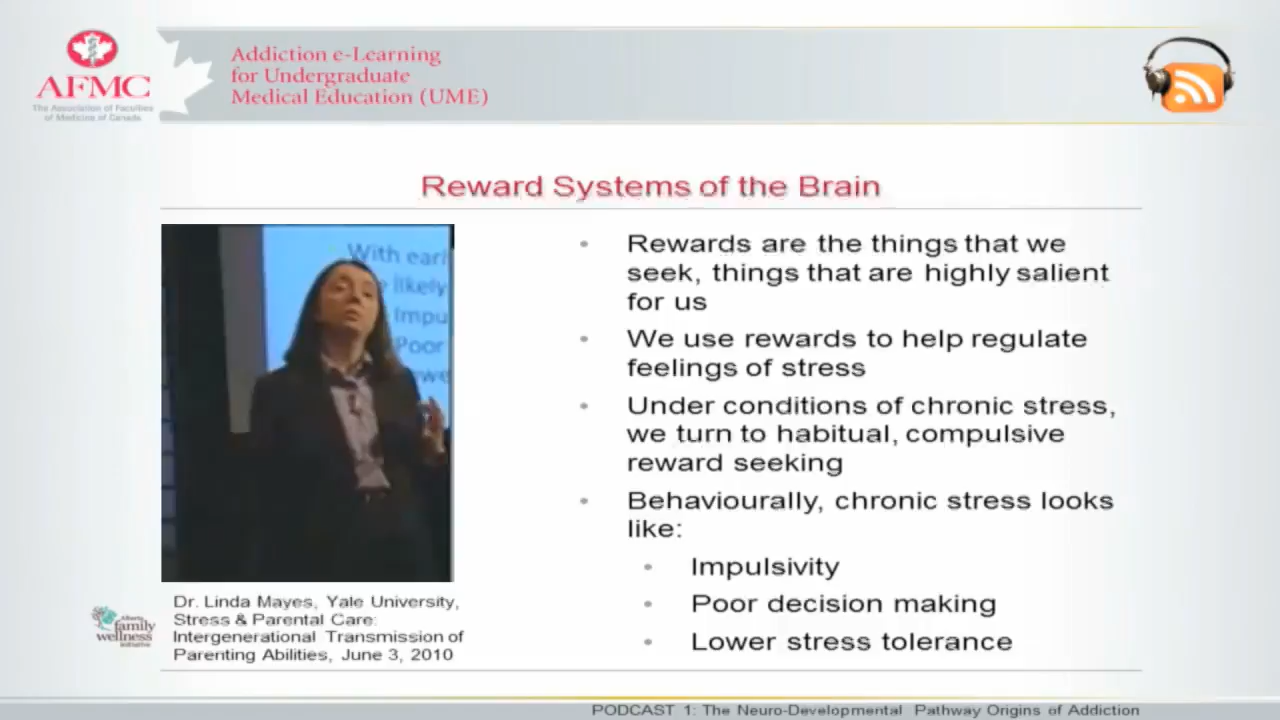 AFMC
The Association of Faculties
of Medicine of Canada
Addiction e-Learning
for Undergraduate
Medical Education (UME)
Reward Systems of the Brain
With earl
likely
Impu
Poor
• Rewards are the things that we
seek, things that are highly salient
for us
• We use rewards to help regulate
feelings of stress
• Under conditions of chronic stress,
we turn to habitual, compulsive
reward seeking
• Behaviourally, chronic stress looks
like:
• Impulsivity
• Poor decision making
• Lower stress tolerance
Alberta
family
wellness
initiative
Dr. Linda Mayes, Yale University,
Stress & Parental Care:
Intergenerational Transmission of
Parenting Abilities, June 3, 2010
PODCAST 1: The Neuro-Developmental Pathway Origins of Addiction